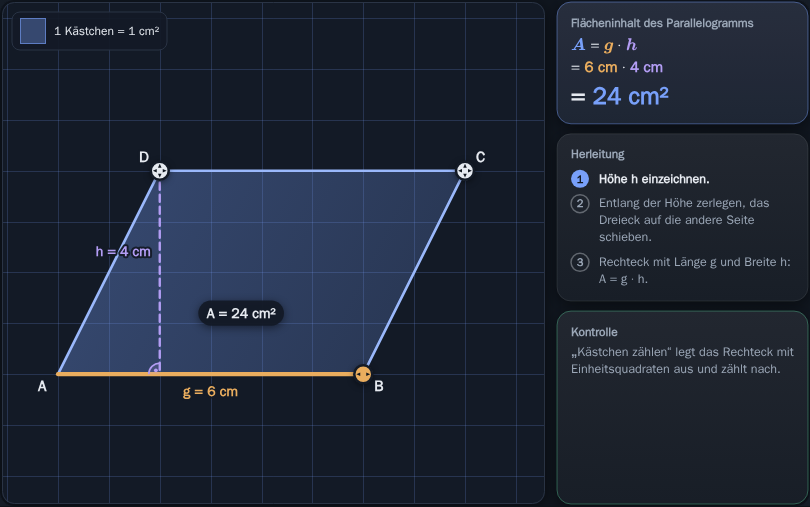 1 Kästchen = 1 cm²
D
C
h = 4 cm
A = 24 cm²
A
B
g = 6 cm
Flächeninhalt des Parallelogramms
A = g · h
= 6 cm · 4 cm
= 24 cm²
Herleitung
1 Höhe h einzeichnen.
2 Entlang der Höhe zerlegen, das
Dreieck auf die andere Seite
schieben.
3 Rechteck mit Länge g und Breite h:
A = g · h.
Kontrolle
„Kästchen zählen“ legt das Rechteck mit
Einheitsquadraten aus und zählt nach.